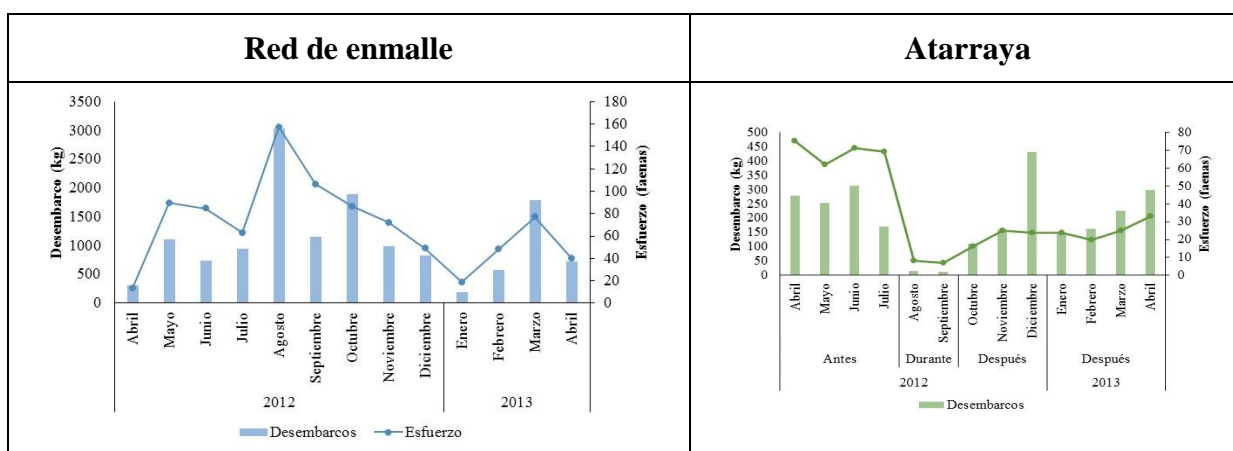 Red de enmalle
Atarraya
Desembarco (kg)
3500
3000
2500
2000
1500
1000
500
0
180
160
140
120
100
80
60
40
20
0
Esfuerzo (faenas)
Abril
Mayo
Junio
Julio
Agosto
Septiembre
Octubre
Noviembre
Diciembre
Enero
Febrero
Marzo
Abril
2012
2013
Desembarcos
Esfuerzo
Desembarco (kg)
500
450
400
350
300
250
200
150
100
50
0
80
70
60
50
40
30
20
10
0
Esfuerzo (faenas)
Abril
Mayo
Junio
Julio
Agosto
Septiembre
Octubre
Noviembre
Diciembre
Enero
Febrero
Marzo
Abril
Antes
Durante
Después
Después
2012
2013
Desembarcos